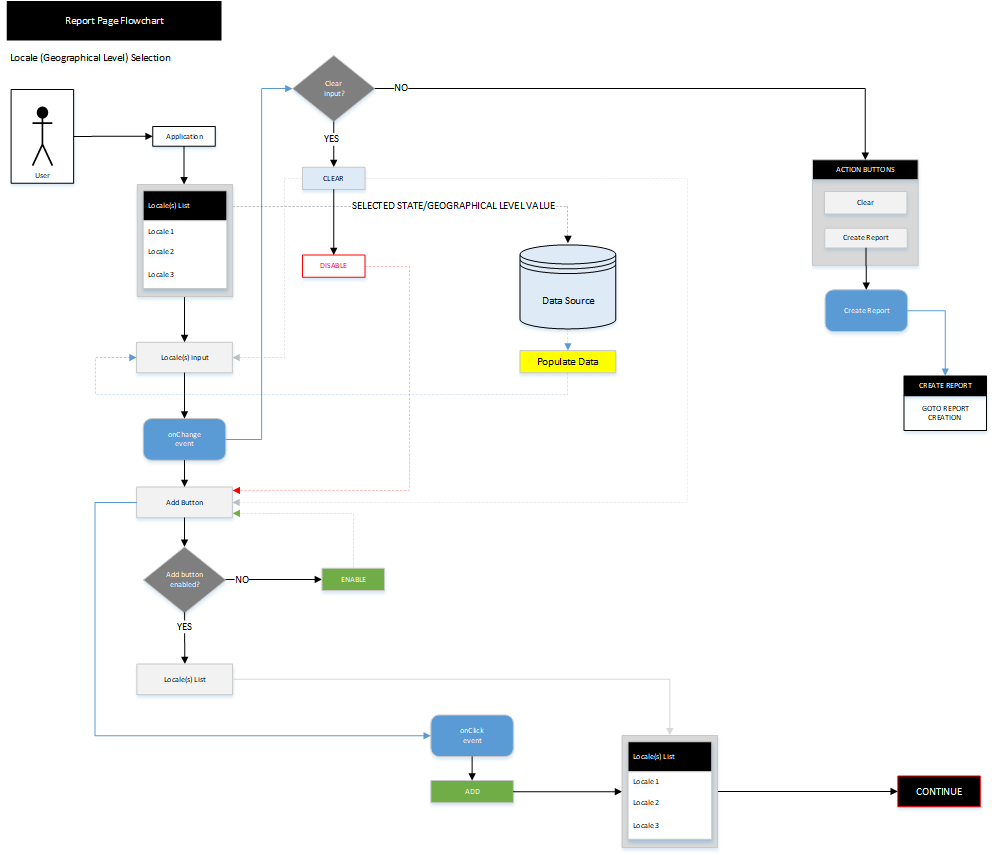 Report Page Flowchart
Locale (Geographical Level) Selection
User
Application
Locale(s) List
Locale 1
Locale 2
Locale 3
Locale(s) input
onChange
event
Add Button
Add button
enabled?
NO
ENABLE
YES
Locale(s) List
Clear
input?
NO
YES
CLEAR
SELECTED STATE/GEOGRAPHICAL LEVEL VALUE
DISABLE
Data Source
Populate Data
ACTION BUTTONS
Clear
Create Report
Create Report
CREATE REPORT
GOTO REPORT
CREATION
onClick
event
ADD
Locale(s) List
Locale 1
Locale 2
Locale 3
CONTINUE